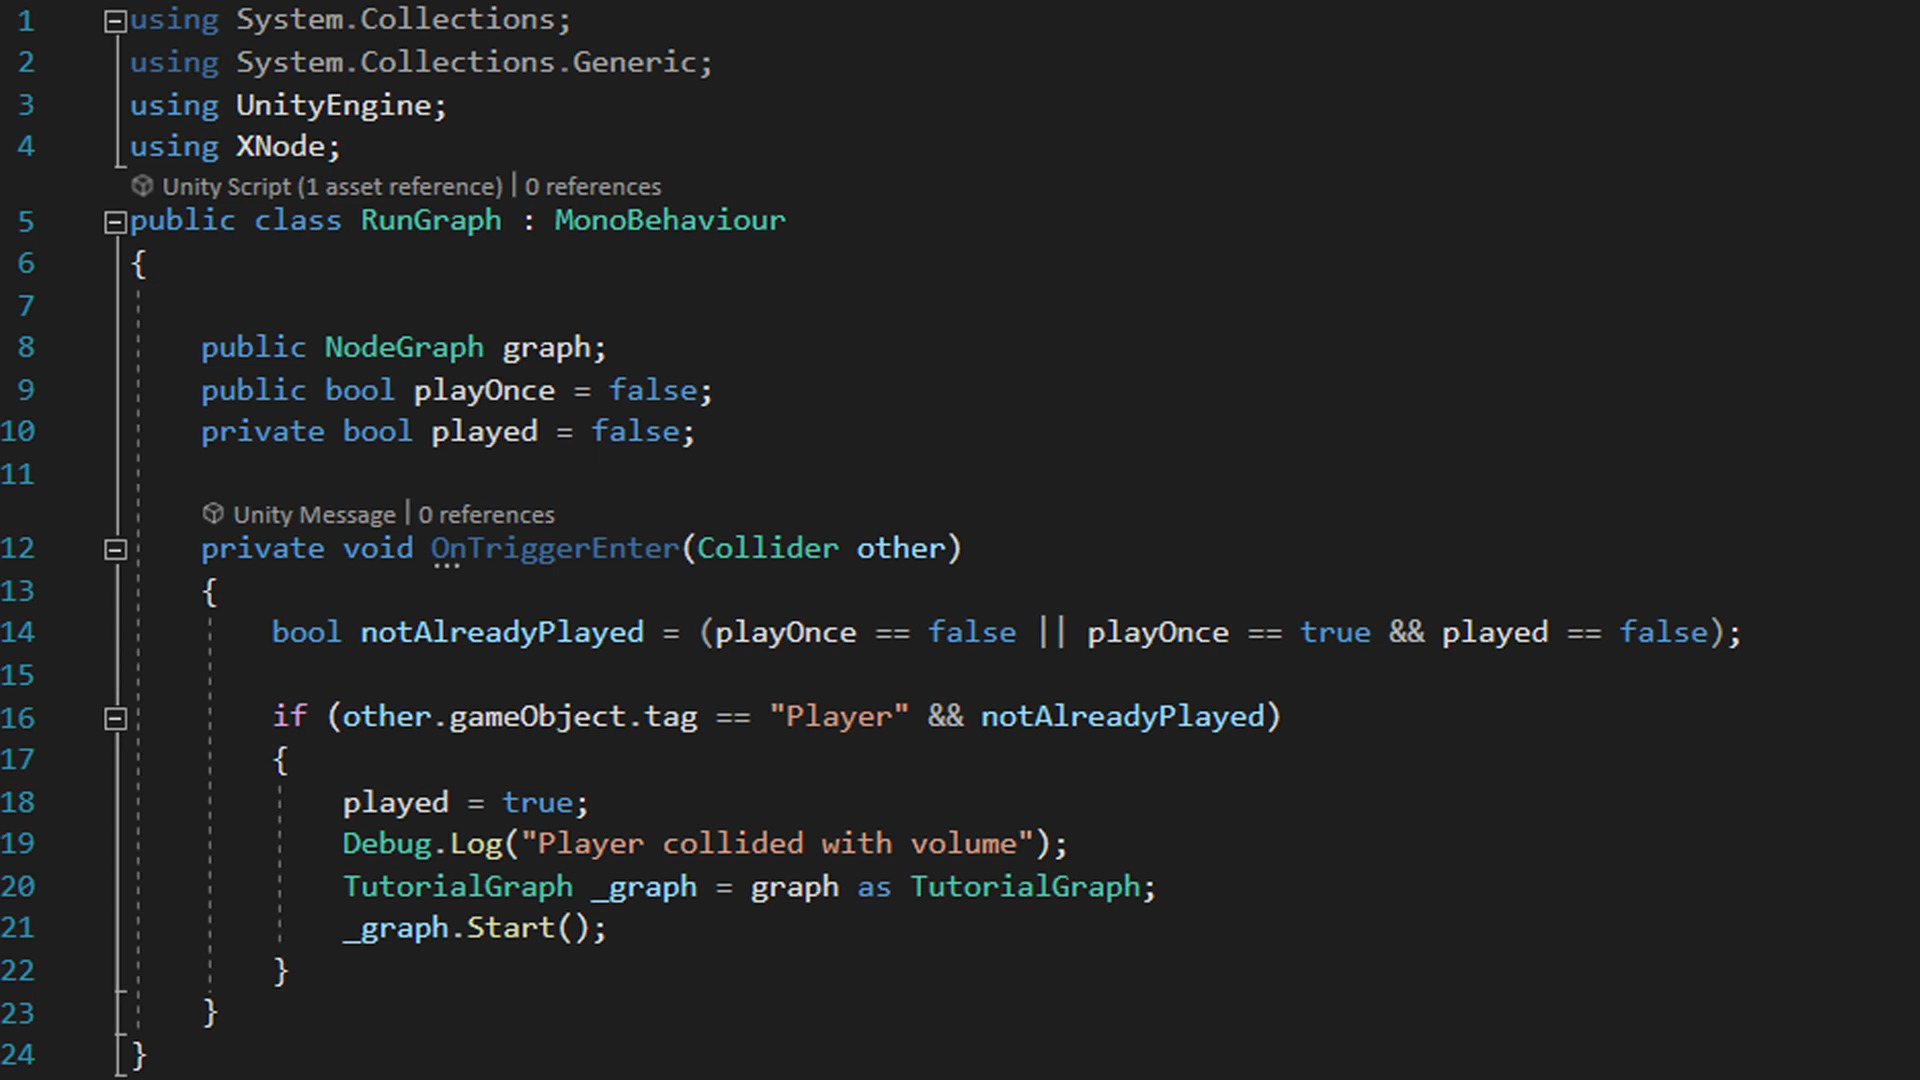 1 using System.Collections;
2 using System.Collections.Generic;
3 using UnityEngine;
4 using XNode;
Unity Script (1 asset reference) | 0 references
5 public class RunGraph : MonoBehaviour
6 {
7
8 public NodeGraph graph;
9 public bool playOnce = false;
10 private bool played = false;
11
Unity Message | 0 references
12 private void OnTriggerEnter(Collider other)
13 {
14 bool notAlreadyPlayed = (playOnce == false || playOnce == true && played == false);
15
16 if (other.gameObject.tag == "Player" && notAlreadyPlayed)
17 {
18 played = true;
19 Debug.Log("Player collided with volume");
20 TutorialGraph _graph = graph as TutorialGraph;
21 _graph.Start();
22 }
23 }
24 }